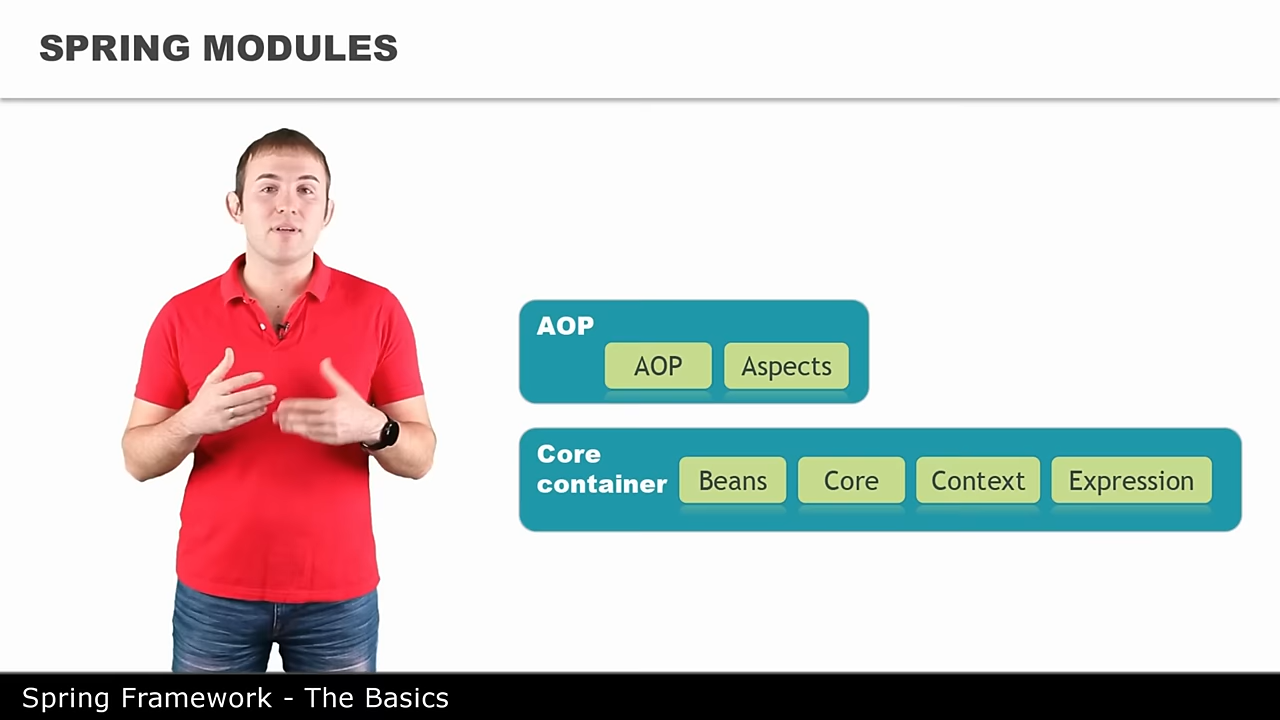 SPRING MODULES
AOP
AOP Aspects
Core
container
Beans Core Context Expression
Spring Framework - The Basics